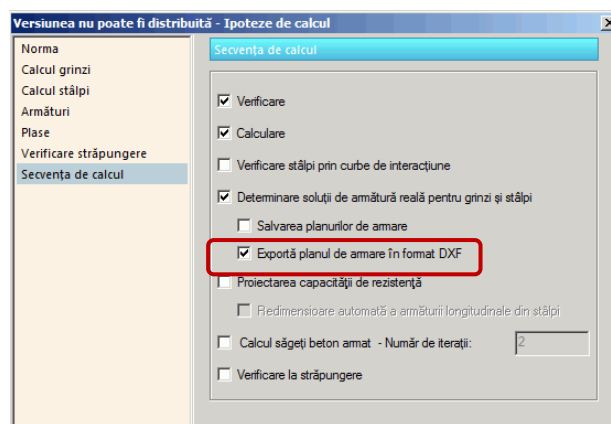 Versiunea nu poate fi distribuită - Ipoteze de calcul
Norma
Calcul grinzi
Calcul stâlpi
Armături
Plase
Verificare străpungere
Secvența de calcul
Secvența de calcul
Verificare
Calculare
Verificare stâlpi prin curbe de interacțiune
Determinare soluții de armătură reală pentru grinzi și stâlpi
Salvarea planurilor de armare
Exportă planul de armare în format DXF
Proiectarea capacității de rezistență
Redimensioare automată a armăturii longitudinale din stâlpi
Calcul săgeți beton armat - Număr de iterații: 2
Verificare la străpungere